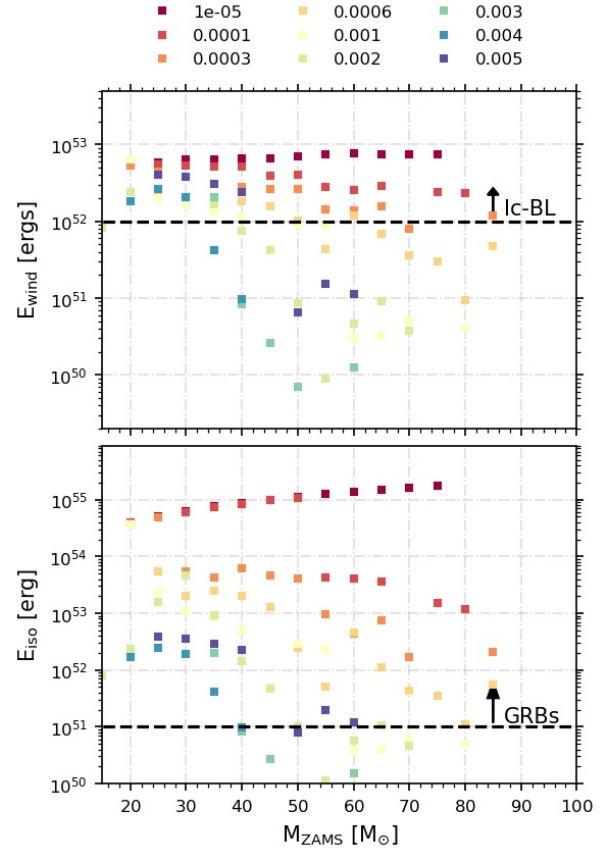 1e-05 0.0006 0.003
0.0001 0.001 0.004
0.0003 0.002 0.005
10^53
10^52
10^51
10^50
E_wind [ergs]
Ic-BL
10^55
10^54
10^53
10^52
10^51
10^50
E_iso [erg]
GRBs
20 30 40 50 60 70 80 90 100
M_ZAMS [M_⊙]